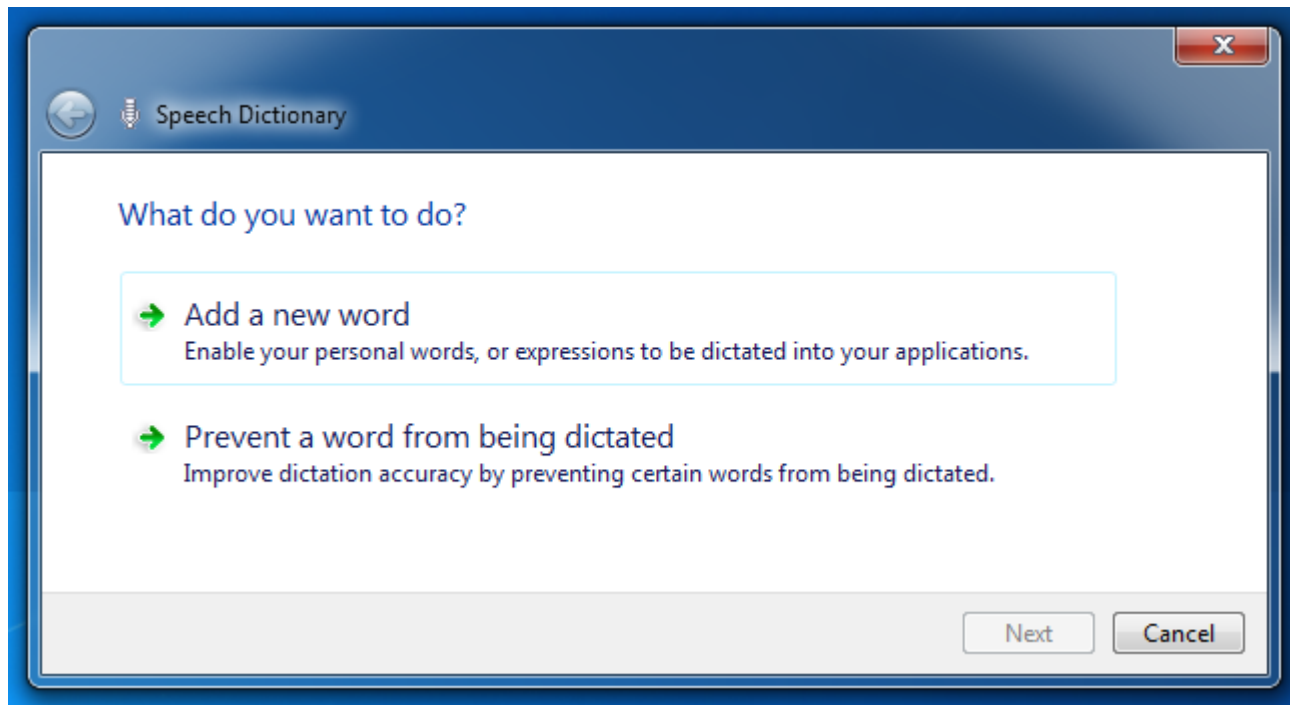 Speech Dictionary
What do you want to do?
Add a new word
Enable your personal words, or expressions to be dictated into your applications.
Prevent a word from being dictated
Improve dictation accuracy by preventing certain words from being dictated.
Next Cancel